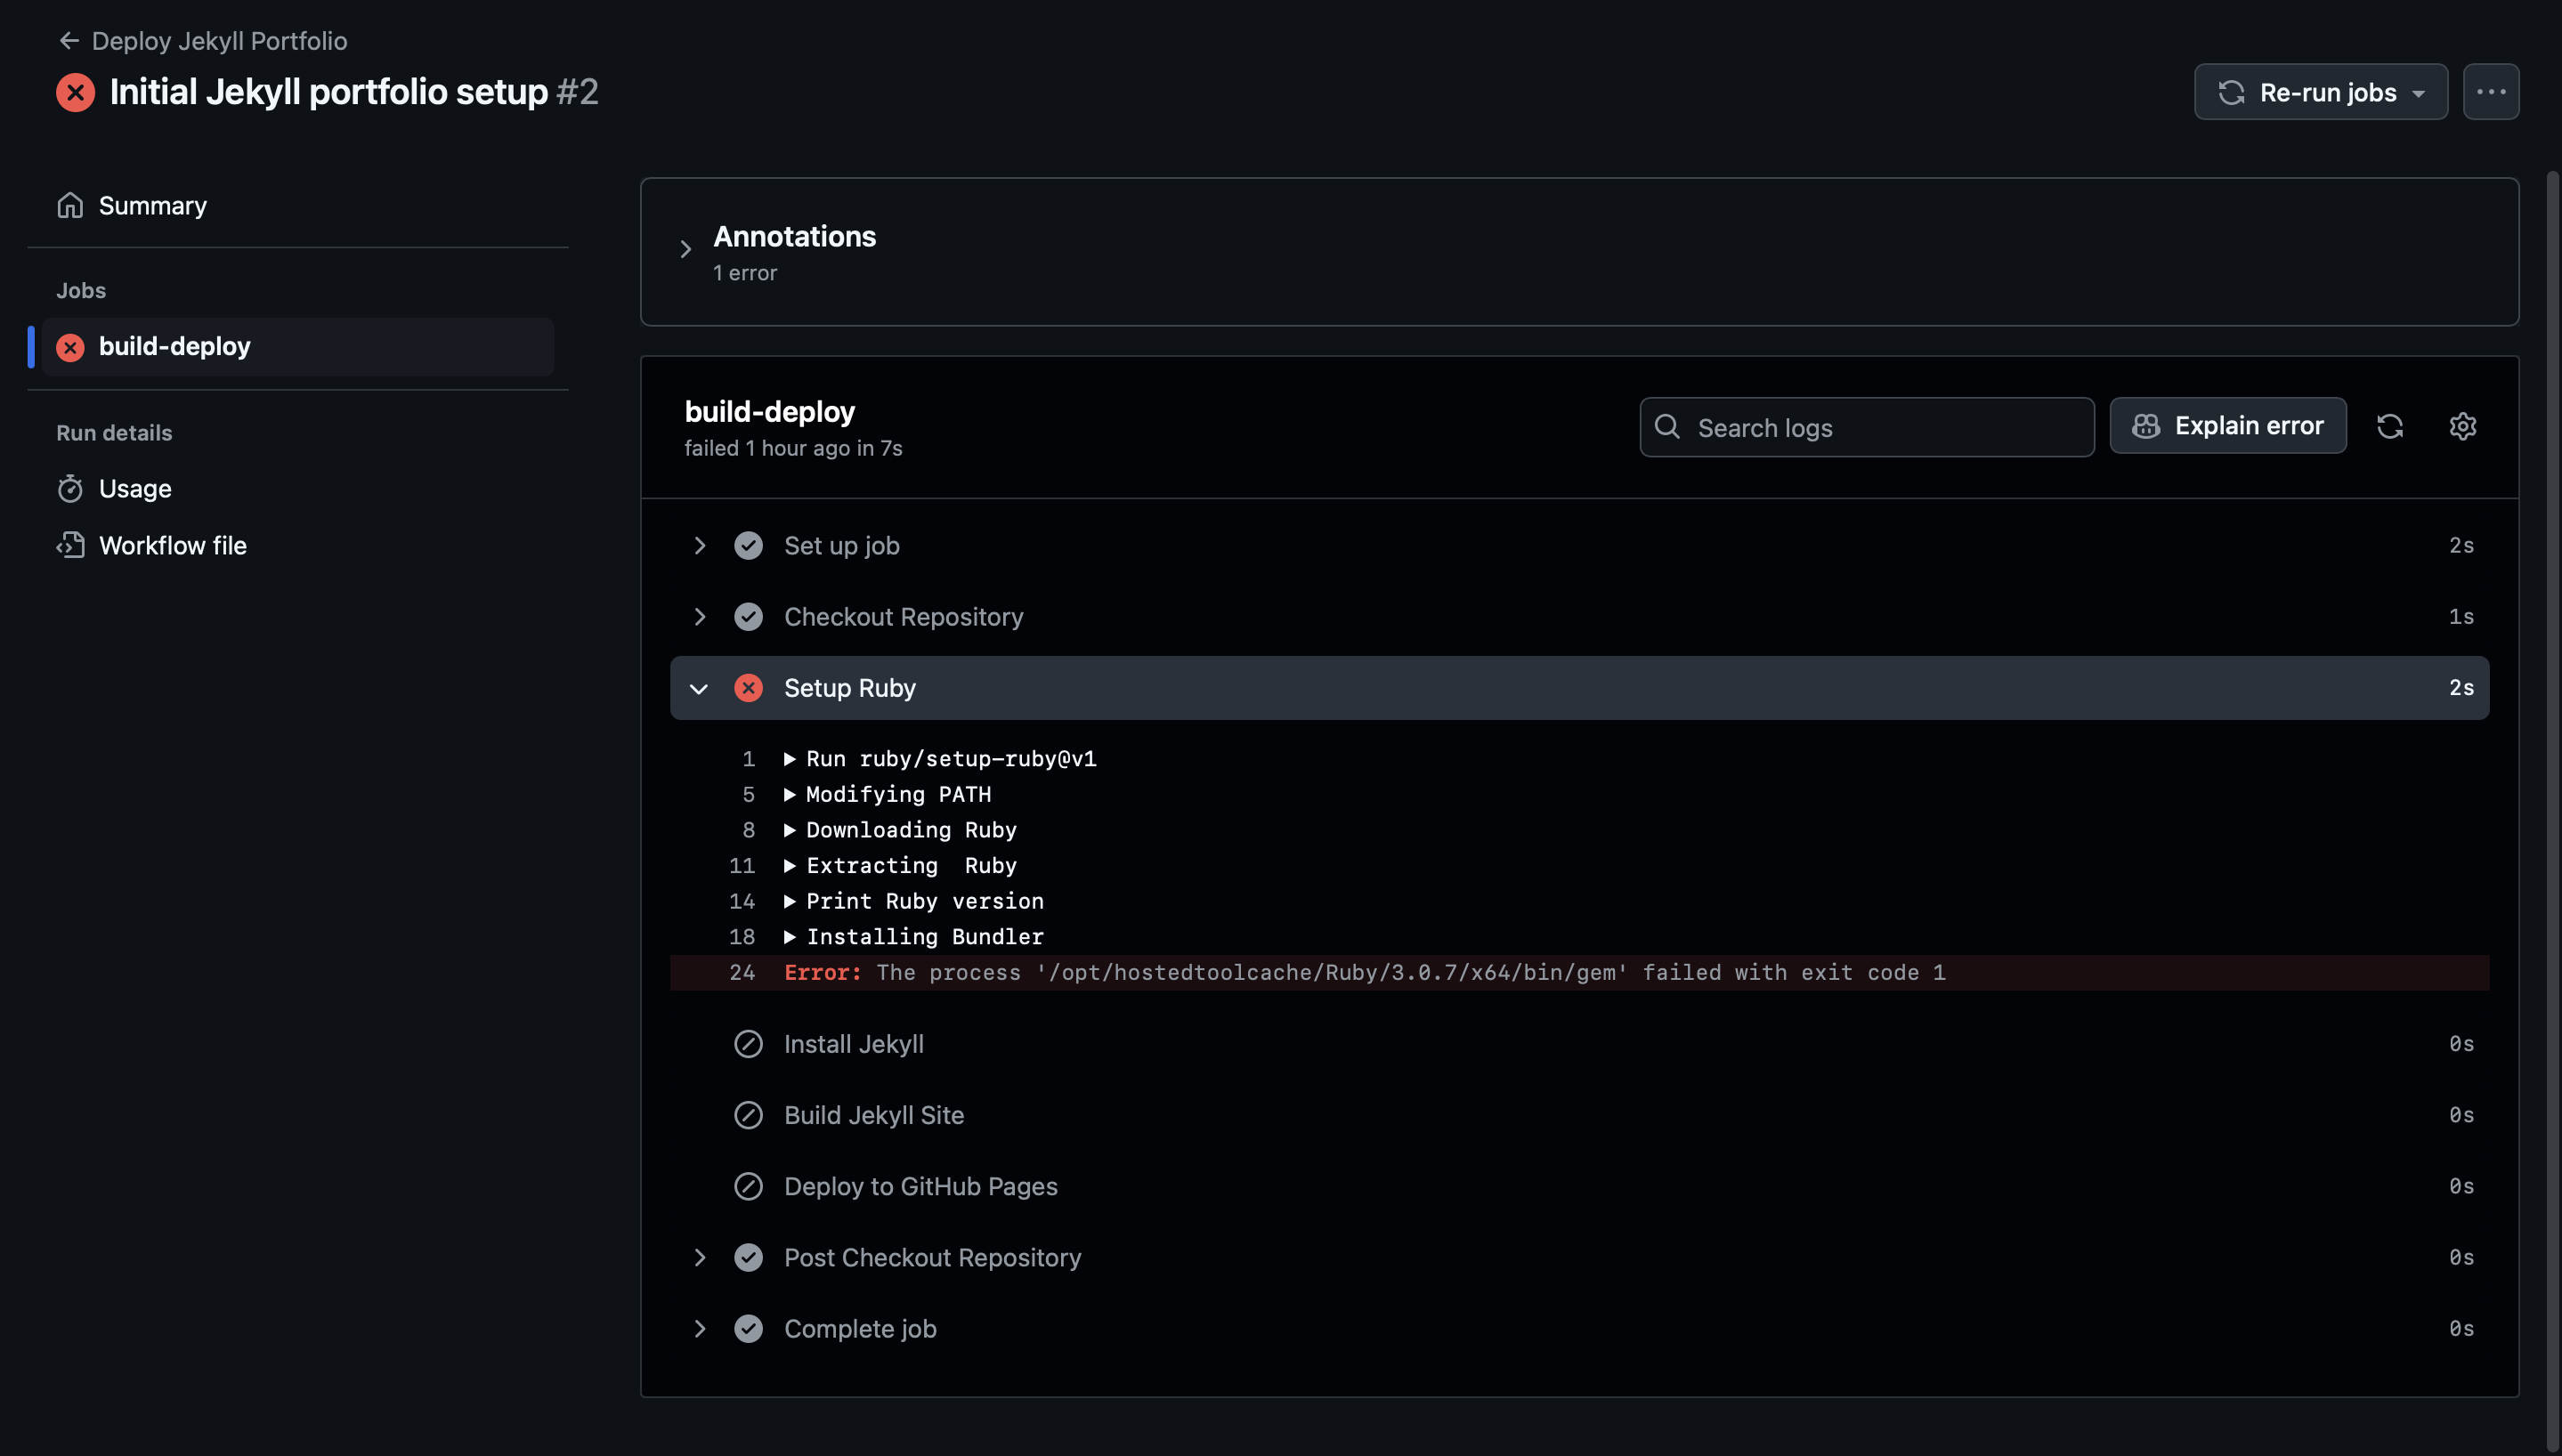 Deploy Jekyll Portfolio
Initial Jekyll portfolio setup #2
Re-run jobs
Summary
Jobs
build-deploy
Run details
Usage
Workflow file
Annotations
1 error
build-deploy
failed 1 hour ago in 7s
Search logs
Explain error
Set up job 2s
Checkout Repository 1s
Setup Ruby 2s
1 Run ruby/setup-ruby@v1
5 Modifying PATH
8 Downloading Ruby
11 Extracting  Ruby
14 Print Ruby version
18 Installing Bundler
24 Error: The process '/opt/hostedtoolcache/Ruby/3.0.7/x64/bin/gem' failed with exit code 1
Install Jekyll 0s
Build Jekyll Site 0s
Deploy to GitHub Pages 0s
Post Checkout Repository 0s
Complete job 0s